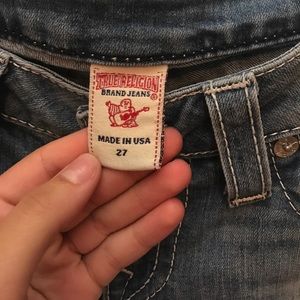 TRUE RELIGION
BRAND JEANS®
MADE IN USA
27